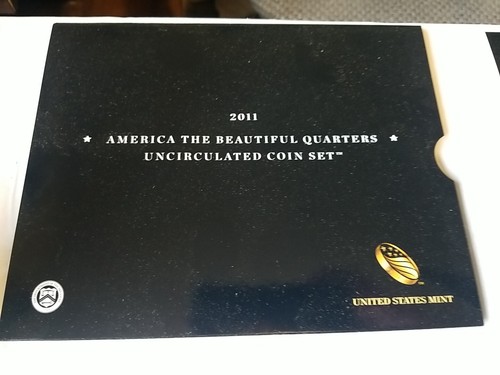 2011
★ AMERICA THE BEAUTIFUL QUARTERS ★
UNCIRCULATED COIN SET™
UNITED STATES MINT